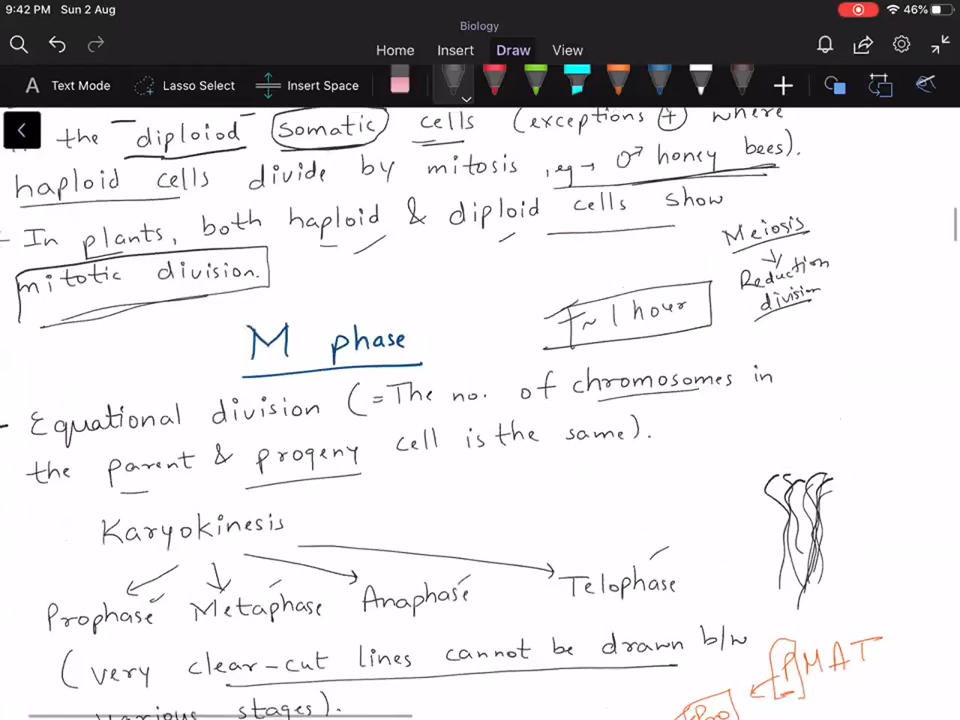 9:42 PM Sun 2 Aug
46%
Biology
Home Insert Draw View
A Text Mode Lasso Select Insert Space
the diploiod somatic cells (exceptions + where
haploid cells divide by mitosis, eg → ♂ honey bees).
- In plants, both haploid & diploid cells show
mitotic division.
Meiosis
↓
Reduction
division
T ~ 1 hour
M phase
- Equational division (= The no. of chromosomes in
the parent & progeny cell is the same).
Karyokinesis
Prophase Metaphase Anaphase Telophase
(very clear-cut lines cannot be drawn b/w
various stages).
PMAT
Pro